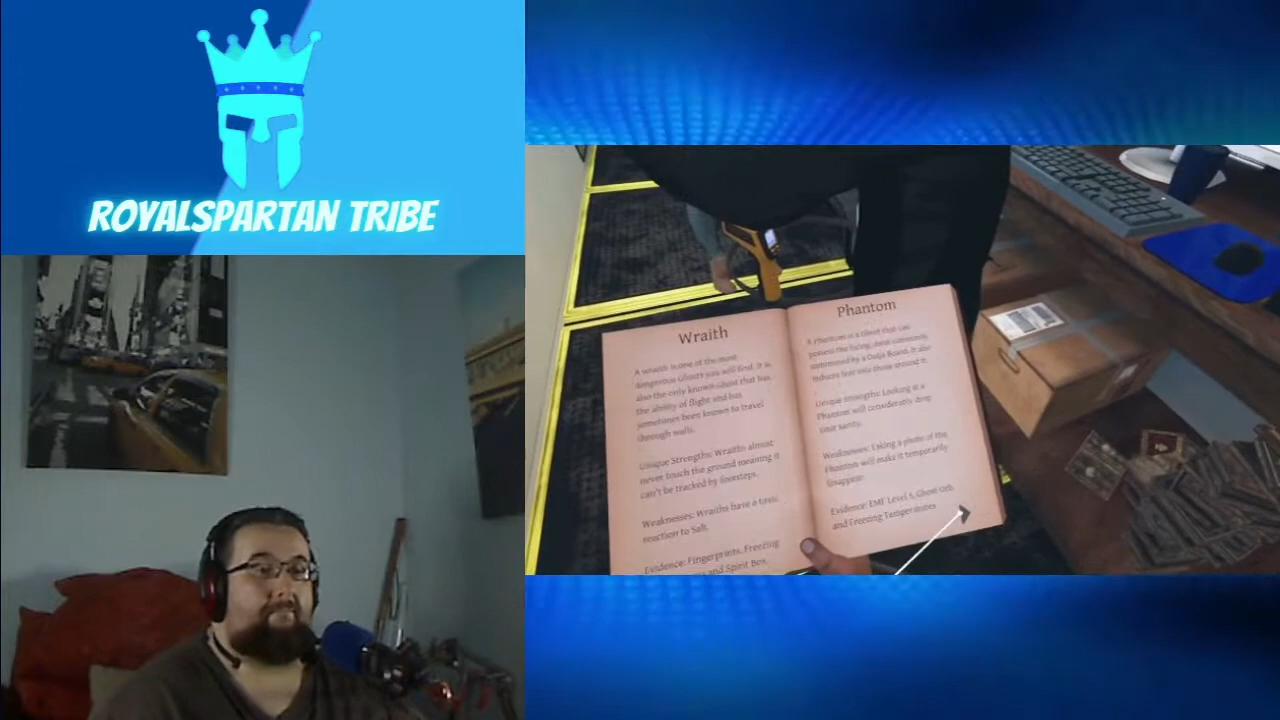 ROYALSPARTAN TRIBE
Wraith
A wraith is one of the most
dangerous Ghosts you will find. It is
also the only known ghost that has
the ability of flight and has
sometimes been known to travel
through walls.
Unique Strengths: Wraiths almost
never touch the ground meaning it
can't be tracked by footsteps.
Weaknesses: Wraiths have a toxic
reaction to Salt.
Evidence: Fingerprints, Freezing
and Spirit Box.
Phantom
A Phantom is a Ghost that can
possess the living, most commonly
summoned by a Ouija Board. It also
induces fear into those around it.
Unique Strengths: Looking at a
Phantom will considerably drop
your sanity.
Weaknesses: Taking a photo of the
Phantom will make it temporarily
disappear.
Evidence: EMF Level 5, Ghost Orb,
and Freezing Temperatures